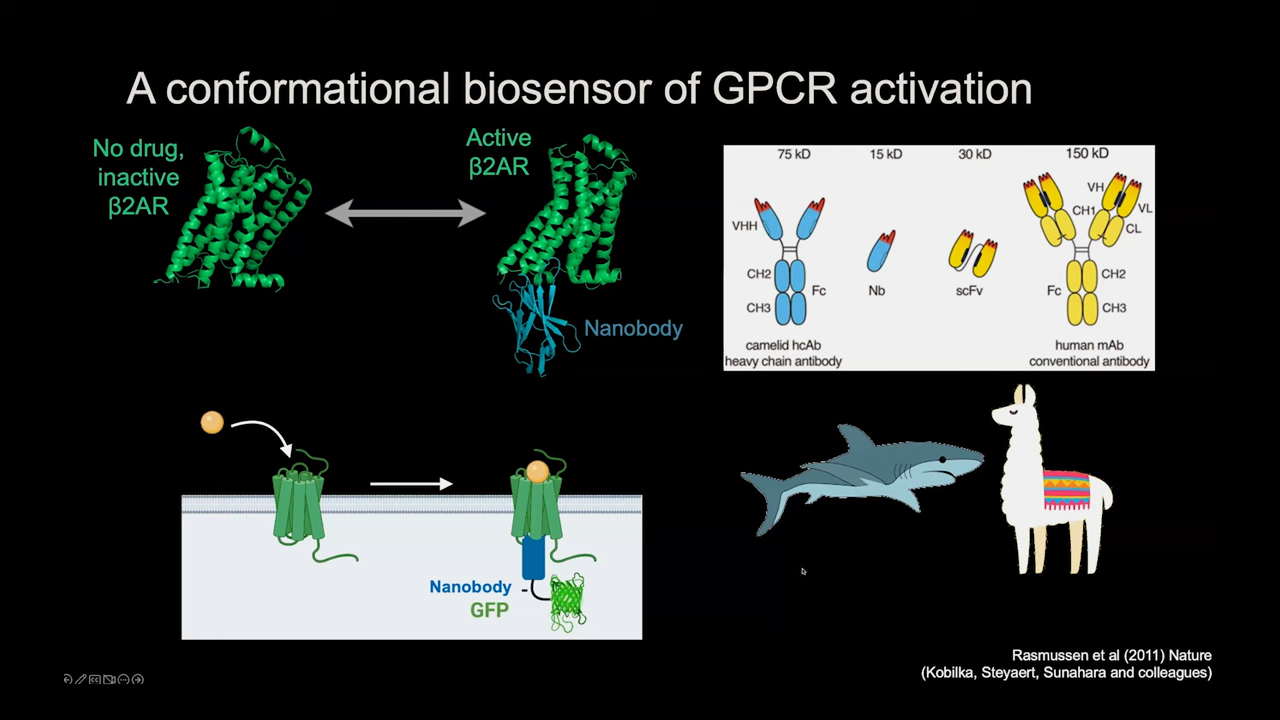 A conformational biosensor of GPCR activation
No drug,
inactive
β2AR
Active
β2AR
Nanobody
75 kD
15 kD
30 kD
150 kD
VHH
CH2
CH3
Fc
Nb
scFv
VH
VL
CH1
CL
Fc
CH2
CH3
camelid hcAb
heavy chain antibody
human mAb
conventional antibody
Nanobody -
GFP
Rasmussen et al (2011) Nature
(Kobilka, Steyaert, Sunahara and colleagues)